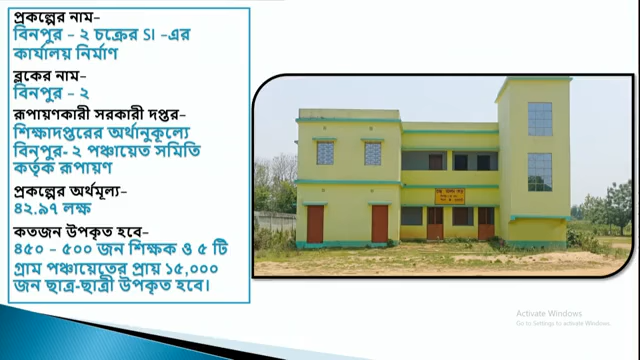 প্রকল্পের নাম–
বিনপুর – ২ চক্রের SI –এর
কার্যালয় নির্মাণ
ব্লকের নাম–
বিনপুর – ২
রূপায়ণকারী সরকারী দপ্তর–
শিক্ষাদপ্তরের অর্থানুকূল্যে
বিনপুর- ২ পঞ্চায়েত সমিতি
কর্তৃক রূপায়ণ
প্রকল্পের অর্থমূল্য–
৪২.৯৭ লক্ষ
কতজন উপকৃত হবে–
৪৫০ – ৫০০ জন শিক্ষক ও ৫ টি
গ্রাম পঞ্চায়েতের প্রায় ১৫,০০০
জন ছাত্র-ছাত্রী উপকৃত হবে।
Activate Windows
Go to Settings to activate Windows.